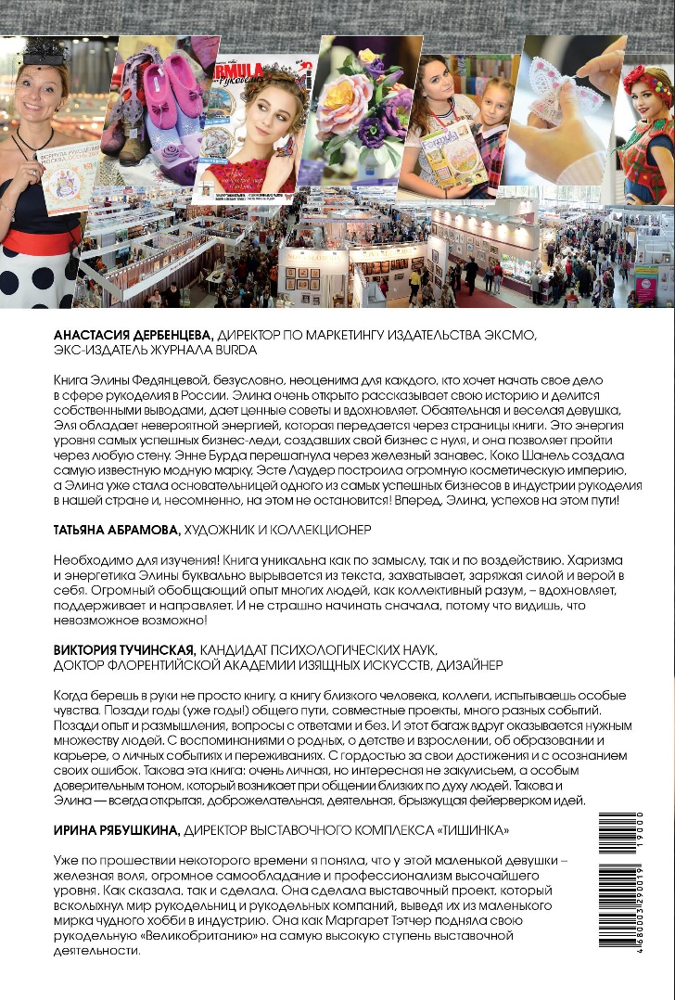 FORMULA
Рукоделия
ФОРМУЛА РУКОДЕЛИЯ
МОСКВА. ОСЕНЬ
Formula
АНАСТАСИЯ ДЕРБЕНЦЕВА, ДИРЕКТОР ПО МАРКЕТИНГУ ИЗДАТЕЛЬСТВА ЭКСМО,
ЭКС-ИЗДАТЕЛЬ ЖУРНАЛА BURDA
Книга Элины Федянцевой, безусловно, неоценима для каждого, кто хочет начать свое дело
в сфере рукоделия в России. Элина очень открыто рассказывает свою историю и делится
собственными выводами, дает ценные советы и вдохновляет. Обаятельная и веселая девушка,
Эля обладает невероятной энергией, которая передается через страницы книги. Это энергия
уровня самых успешных бизнес-леди, создавших свой бизнес с нуля, и она позволяет пройти
через любую стену. Энне Бурда перешагнула через железный занавес, Коко Шанель создала
самую известную модную марку, Эсте Лаудер построила огромную косметическую империю,
а Элина уже стала основательницей одного из самых успешных бизнесов в индустрии рукоделия
в нашей стране и, несомненно, на этом не остановится! Вперед, Элина, успехов на этом пути!
ТАТЬЯНА АБРАМОВА, ХУДОЖНИК И КОЛЛЕКЦИОНЕР
Необходимо для изучения! Книга уникальна как по замыслу, так и по воздействию. Харизма
и энергетика Элины буквально вырывается из текста, захватывает, заряжая силой и верой в
себя. Огромный обобщающий опыт многих людей, как коллективный разум, – вдохновляет,
поддерживает и направляет. И не страшно начинать сначала, потому что видишь, что
невозможное возможно!
ВИКТОРИЯ ТУЧИНСКАЯ, КАНДИДАТ ПСИХОЛОГИЧЕСКИХ НАУК,
ДОКТОР ФЛОРЕНТИЙСКОЙ АКАДЕМИИ ИЗЯЩНЫХ ИСКУССТВ, ДИЗАЙНЕР
Когда берешь в руки не просто книгу, а книгу близкого человека, коллеги, испытываешь особые
чувства. Позади годы (уже годы!) общего пути, совместные проекты, много разных событий.
Позади опыт и размышления, вопросы с ответами и без. И этот багаж вдруг оказывается нужным
множеству людей. С воспоминаниями о родных, о детстве и взрослении, об образовании и
карьере, о личных событиях и переживаниях. С гордостью за свои достижения и с осознанием
своих ошибок. Такова эта книга: очень личная, но интересная не закулисьем, а особым
доверительным тоном, который возникает при общении близких по духу людей. Такова и
Элина — всегда открытая, доброжелательная, деятельная, брызжущая фейерверком идей.
ИРИНА РЯБУШКИНА, ДИРЕКТОР ВЫСТАВОЧНОГО КОМПЛЕКСА «ТИШИНКА»
Уже по прошествии некоторого времени я поняла, что у этой маленькой девушки –
железная воля, огромное самообладание и профессионализм высочайшего
уровня. Как сказала, так и сделала. Она сделала выставочный проект, который
всколыхнул мир рукодельниц и рукодельных компаний, выведя их из маленького
мирка чудного хобби в индустрию. Она как Маргарет Тэтчер подняла свою
рукодельную «Великобританию» на самую высокую ступень выставочной
деятельности.
19000
4680003290019